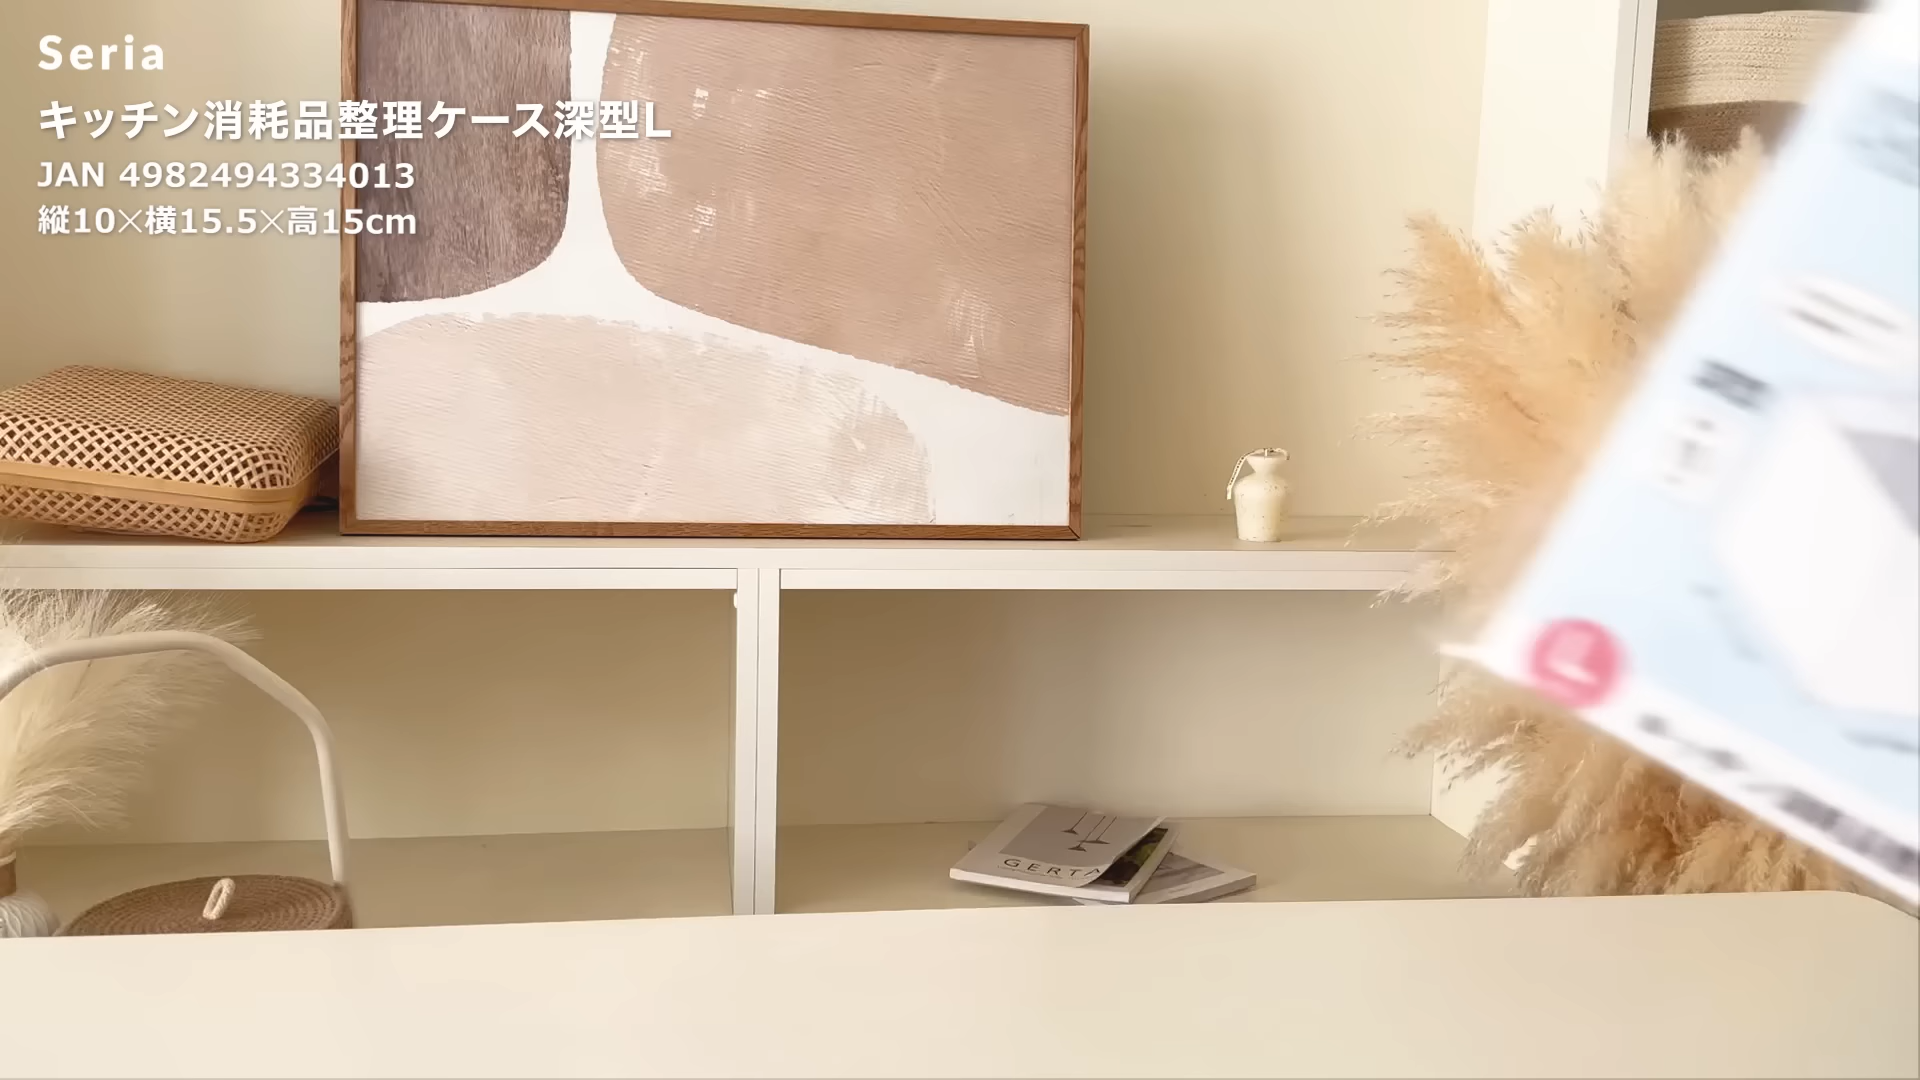 Seria
キッチン消耗品整理ケース深型L
JAN 4982494334013
縦10×横15.5×高15cm
GERTA